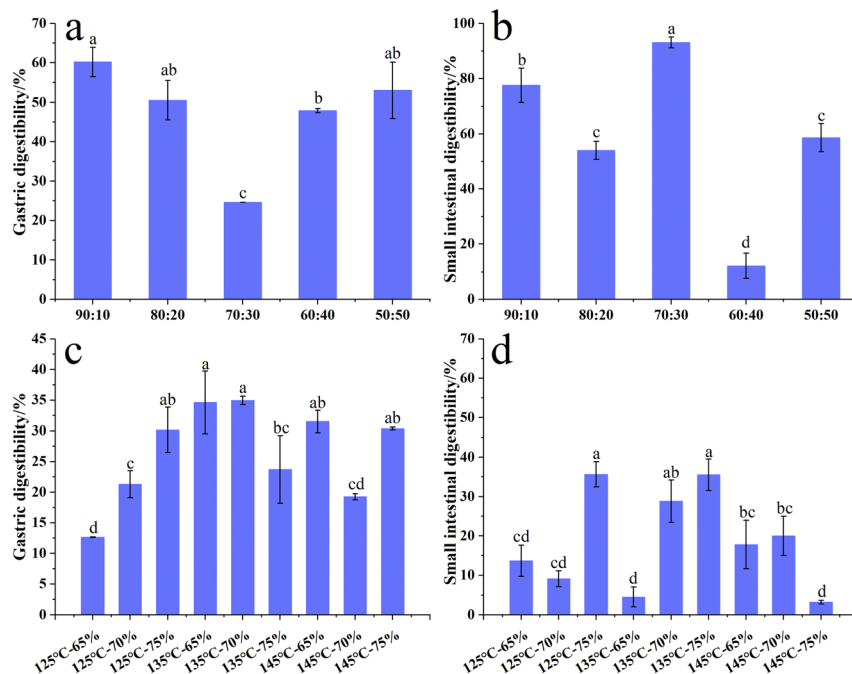 a
Gastric digestibility/%
70
60
50
40
30
20
10
0
a
ab
c
b
ab
90:10 80:20 70:30 60:40 50:50
b
Small intestinal digestibility/%
100
80
60
40
20
0
b
c
a
d
c
90:10 80:20 70:30 60:40 50:50
c
Gastric digestibility/%
45
40
35
30
25
20
15
10
5
0
d
c
ab
a
a
bc
ab
cd
ab
125°C-65%
125°C-70%
125°C-75%
135°C-65%
135°C-70%
135°C-75%
145°C-65%
145°C-70%
145°C-75%
d
Small intestinal digestibility/%
70
60
50
40
30
20
10
0
cd
cd
a
d
ab
a
bc
bc
d
125°C-65%
125°C-70%
125°C-75%
135°C-65%
135°C-70%
135°C-75%
145°C-65%
145°C-70%
145°C-75%